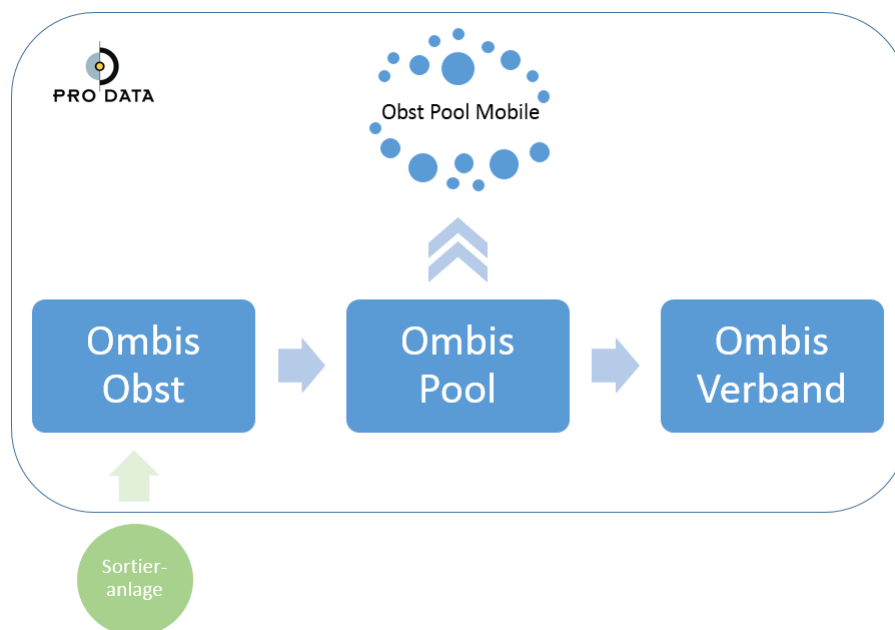 PRO DATA
Obst Pool Mobile
Ombis
Obst
Ombis
Pool
Ombis
Verband
Sortier-
anlage